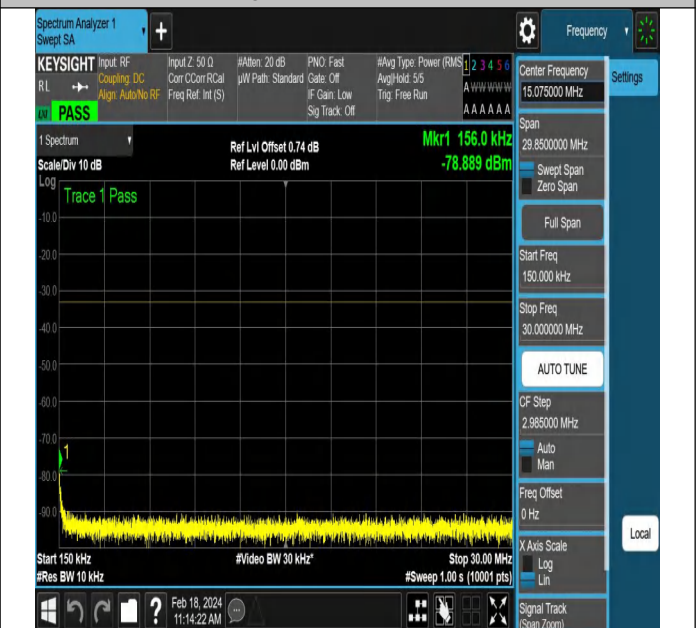 Spectrum Analyzer 1
Swept SA
Frequency
KEYSIGHT
RL
PASS
Input: RF
Coupling: DC
Align: Auto/No RF
Input Z: 50 Ω
Corr CCorr RCal
Freq Ref: Int (S)
#Atten: 20 dB
µW Path: Standard
PNO: Fast
Gate: Off
IF Gain: Low
Sig Track: Off
#Avg Type: Power (RMS
Avg|Hold: 5/5
Trig: Free Run
1 2 3 4 5 6
A W W W W W
A A A A A A
Center Frequency
15.075000 MHz
Settings
1 Spectrum
Scale/Div 10 dB
Ref Lvl Offset 0.74 dB
Ref Level 0.00 dBm
Mkr1 156.0 kHz
-78.889 dBm
Log
Trace 1 Pass
-10.0
-20.0
-30.0
-40.0
-50.0
-60.0
-70.0
-80.0
-90.0
1
Start 150 kHz
#Res BW 10 kHz
#Video BW 30 kHz*
Stop 30.00 MHz
#Sweep 1.00 s (10001 pts)
Span
29.8500000 MHz
Swept Span
Zero Span
Full Span
Start Freq
150.000 kHz
Stop Freq
30.000000 MHz
AUTO TUNE
CF Step
2.985000 MHz
Auto
Man
Freq Offset
0 Hz
X Axis Scale
Log
Lin
Local
Signal Track
(Span Zoom)
?
Feb 18, 2024
11:14:22 AM